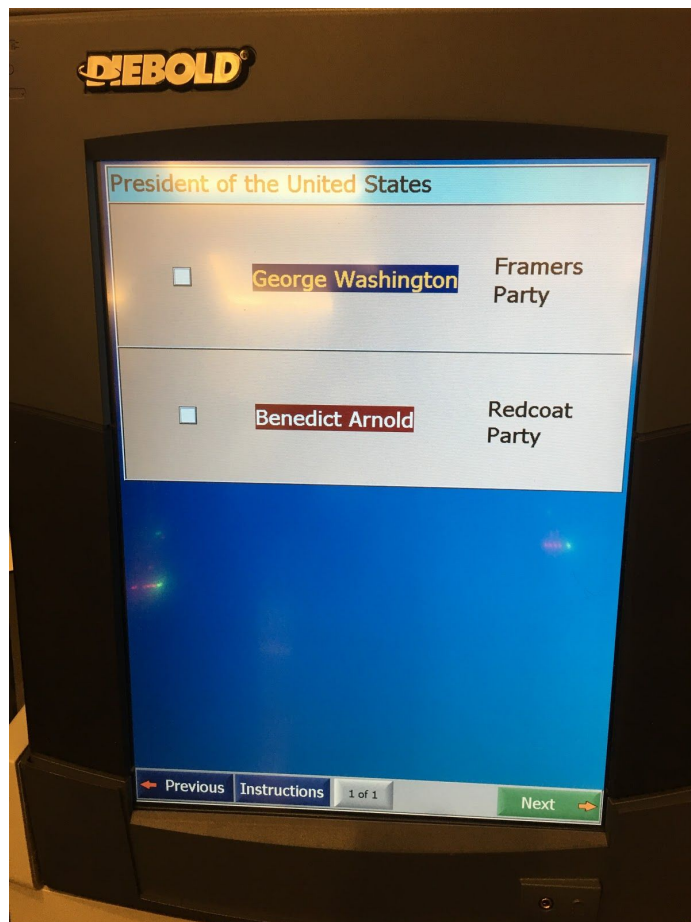 DIEBOLD
President of the United States
George Washington
Framers
Party
Benedict Arnold
Redcoat
Party
Previous
Instructions
1 of 1
Next